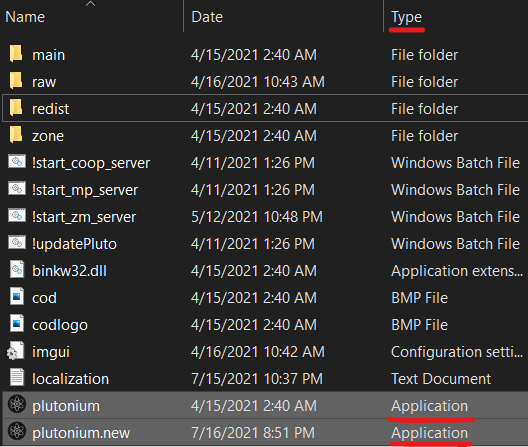 Name Date Type
main 4/15/2021 2:40 AM File folder
raw 4/16/2021 10:43 AM File folder
redist 4/15/2021 2:40 AM File folder
zone 4/15/2021 2:40 AM File folder
!start_coop_server 4/11/2021 1:26 PM Windows Batch File
!start_mp_server 4/11/2021 1:26 PM Windows Batch File
!start_zm_server 5/12/2021 10:48 PM Windows Batch File
!updatePluto 4/11/2021 1:26 PM Windows Batch File
binkw32.dll 4/15/2021 2:40 AM Application extens...
cod 4/15/2021 2:40 AM BMP File
codlogo 4/15/2021 2:40 AM BMP File
imgui 4/16/2021 10:42 AM Configuration setti...
localization 7/15/2021 10:37 PM Text Document
plutonium 4/15/2021 2:40 AM Application
plutonium.new 7/16/2021 8:51 PM Application